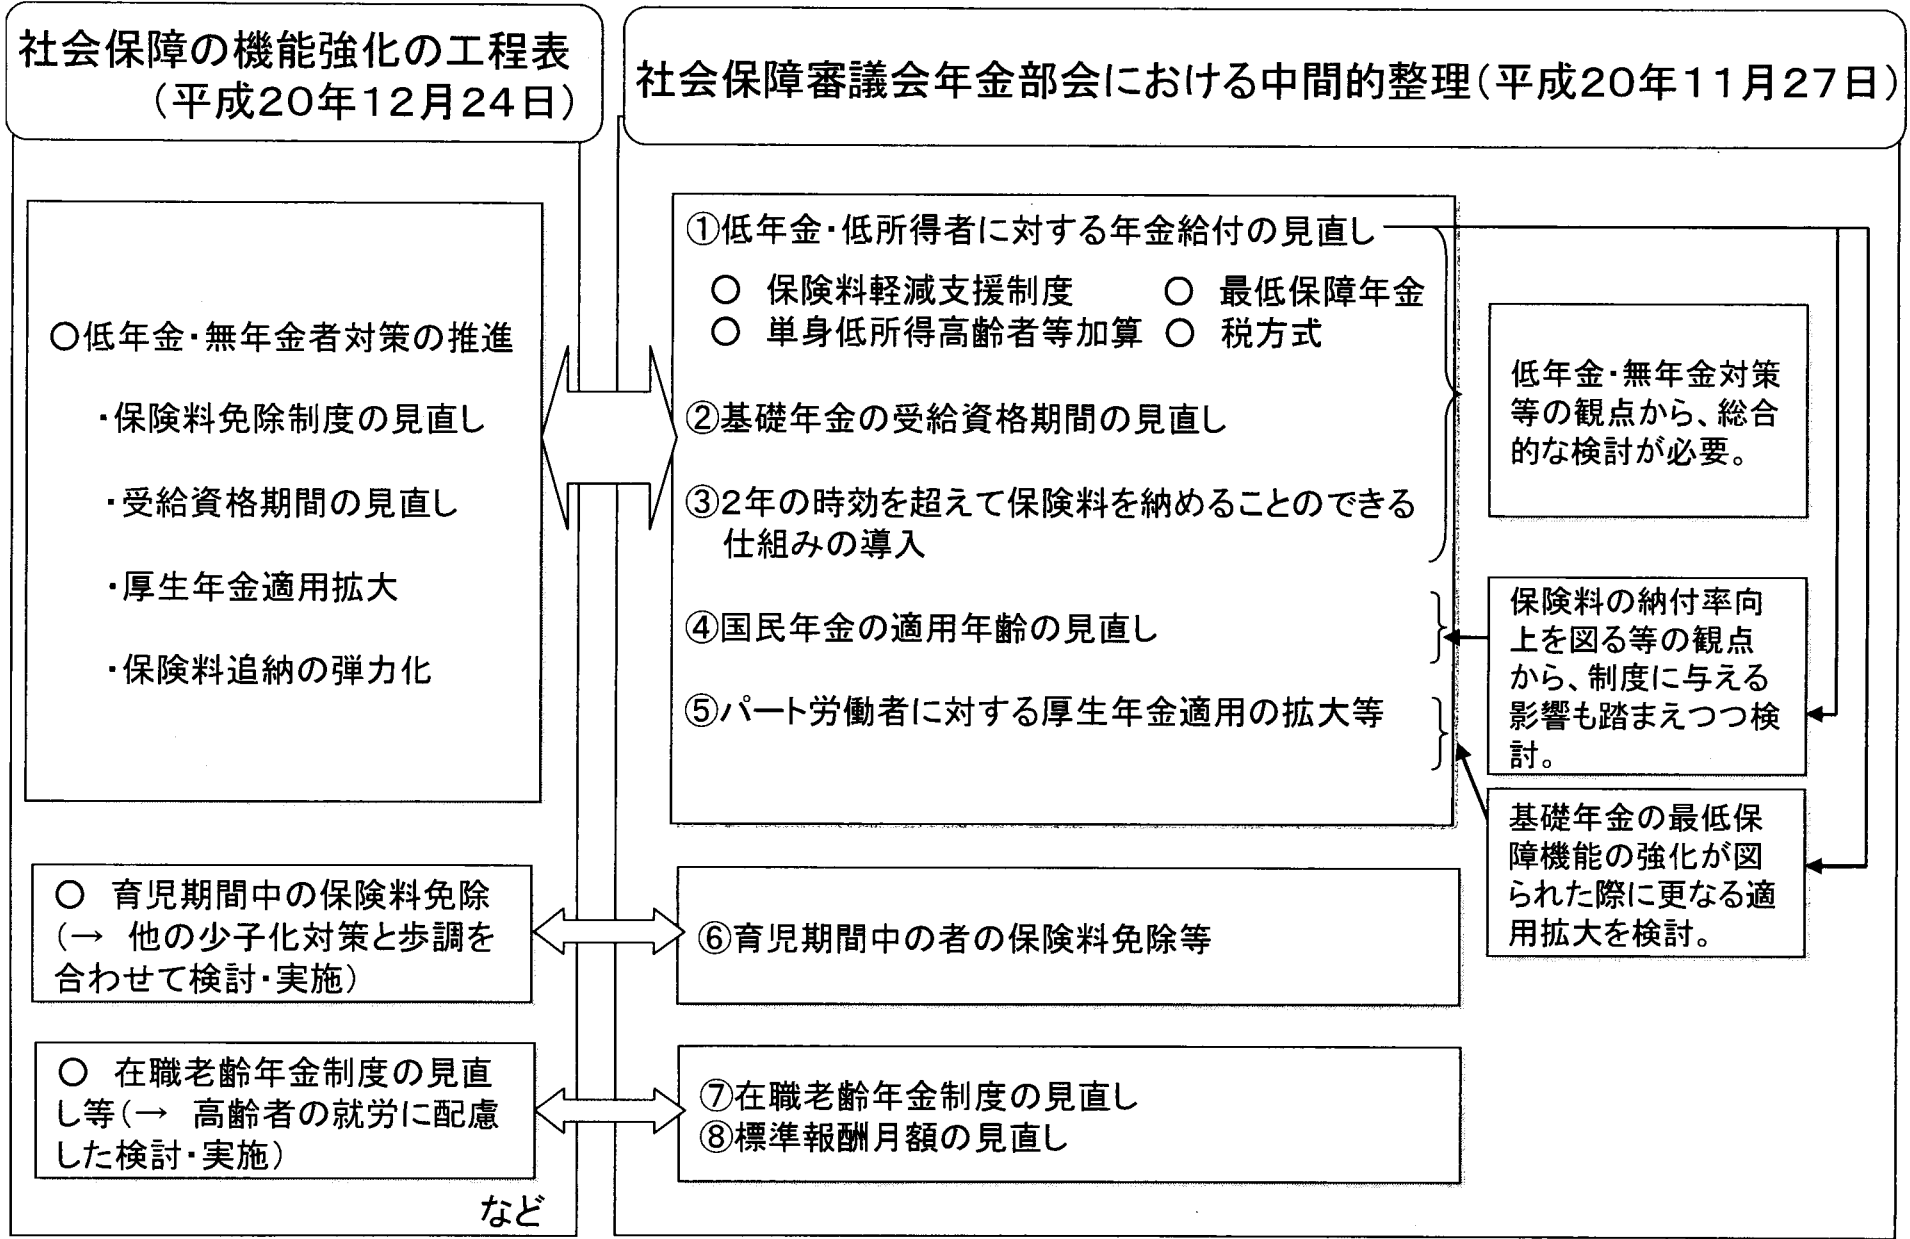 社会保障の機能強化の工程表
(平成20年12月24日)
社会保障審議会年金部会における中間的整理(平成20年11月27日)
○低年金・無年金者対策の推進
・保険料免除制度の見直し
・受給資格期間の見直し
・厚生年金適用拡大
・保険料追納の弾力化
①低年金・低所得者に対する年金給付の見直し
○ 保険料軽減支援制度 ○ 最低保障年金
○ 単身低所得高齢者等加算 ○ 税方式
②基礎年金の受給資格期間の見直し
③2年の時効を超えて保険料を納めることのできる
仕組みの導入
④国民年金の適用年齢の見直し
⑤パート労働者に対する厚生年金適用の拡大等
低年金・無年金対策
等の観点から、総合
的な検討が必要。
保険料の納付率向
上を図る等の観点
から、制度に与える
影響も踏まえつつ検
討。
基礎年金の最低保
障機能の強化が図
られた際に更なる適
用拡大を検討。
○ 育児期間中の保険料免除
(→ 他の少子化対策と歩調を
合わせて検討・実施)
⑥育児期間中の者の保険料免除等
○ 在職老齢年金制度の見直
し等(→ 高齢者の就労に配慮
した検討・実施)
⑦在職老齢年金制度の見直し
⑧標準報酬月額の見直し
など